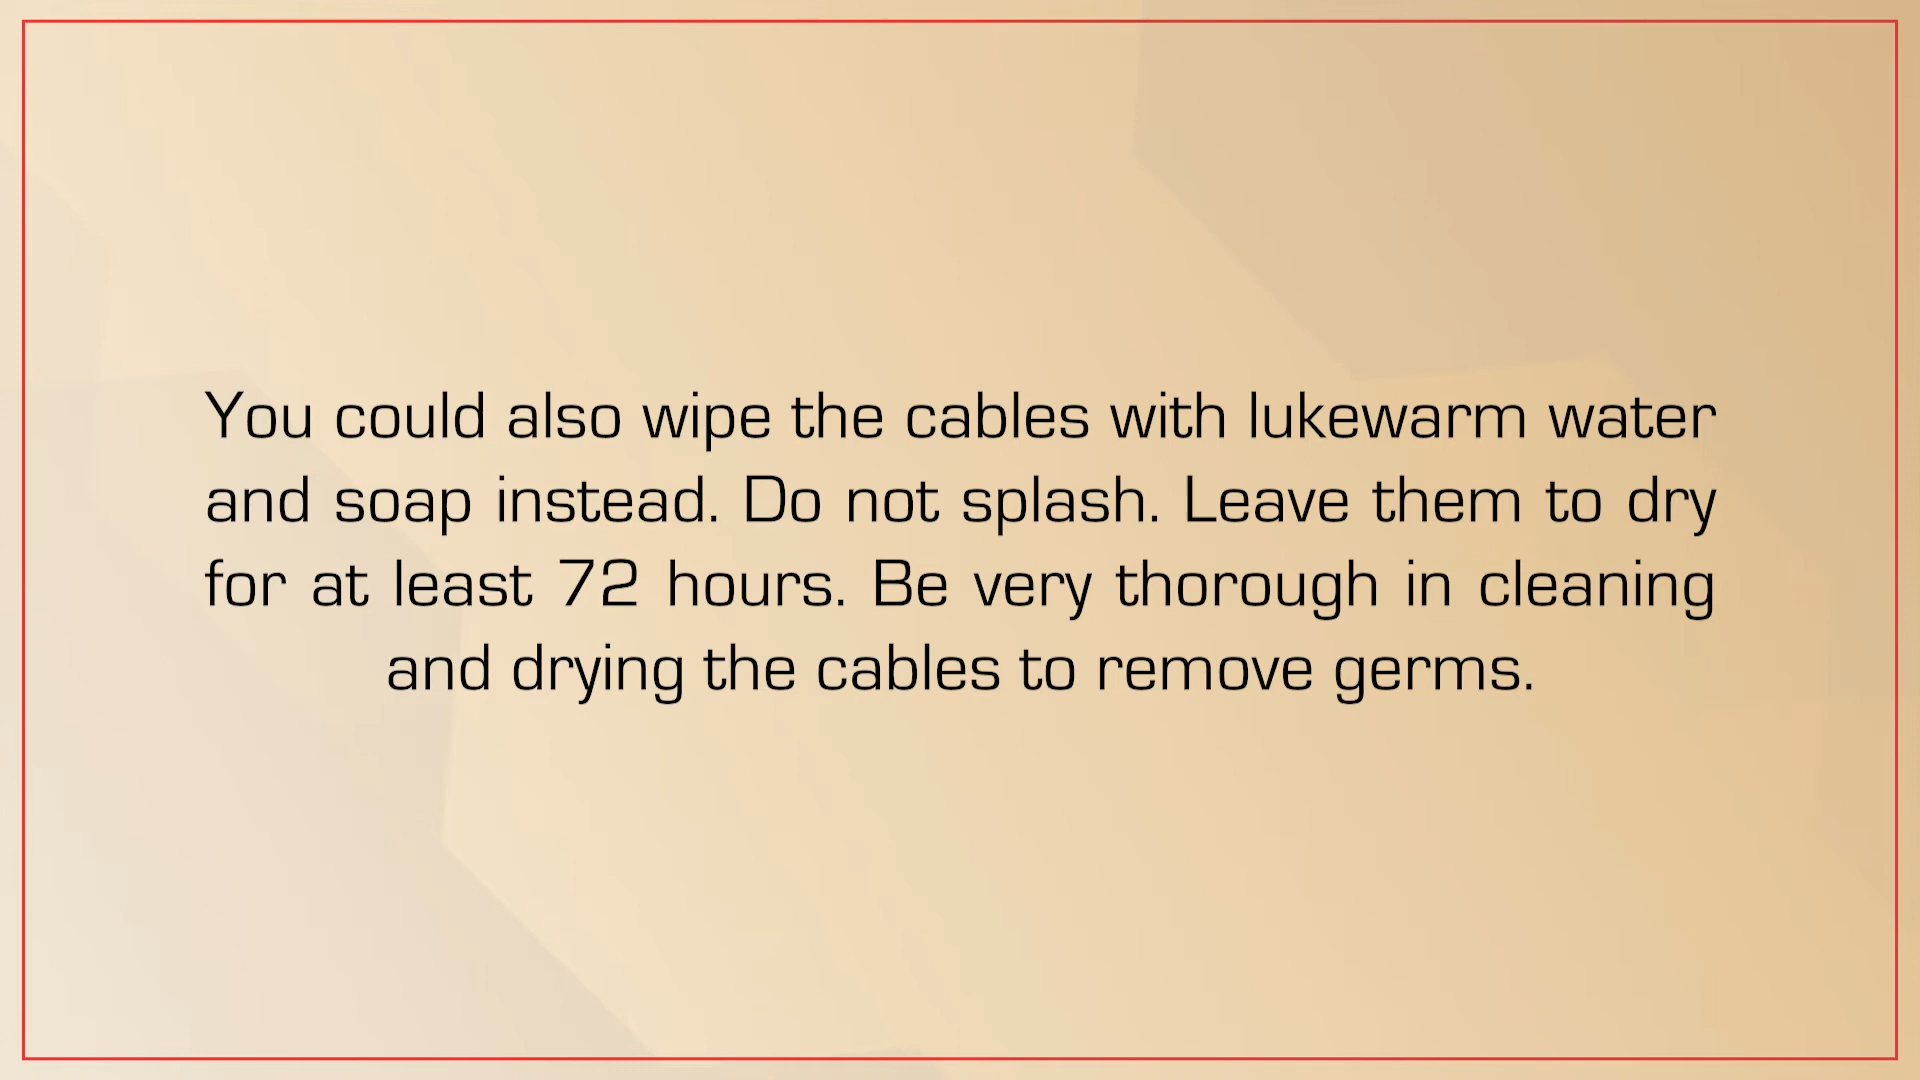 You could also wipe the cables with lukewarm water
and soap instead. Do not splash. Leave them to dry
for at least 72 hours. Be very thorough in cleaning
and drying the cables to remove germs.